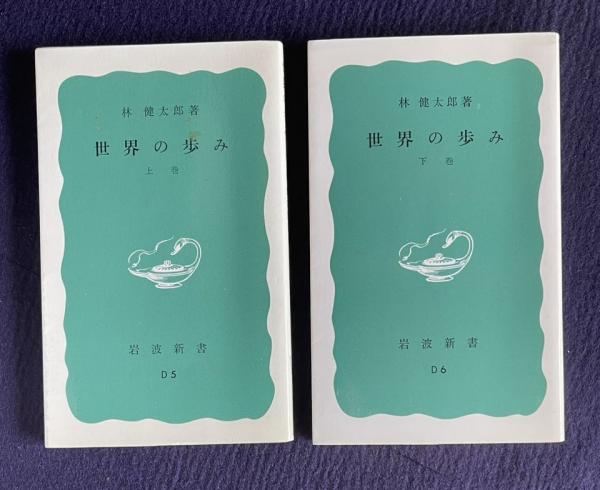 林 健太郎著
世界の歩み
上巻
岩波新書
D5
林 健太郎著
世界の歩み
下巻
岩波新書
D6